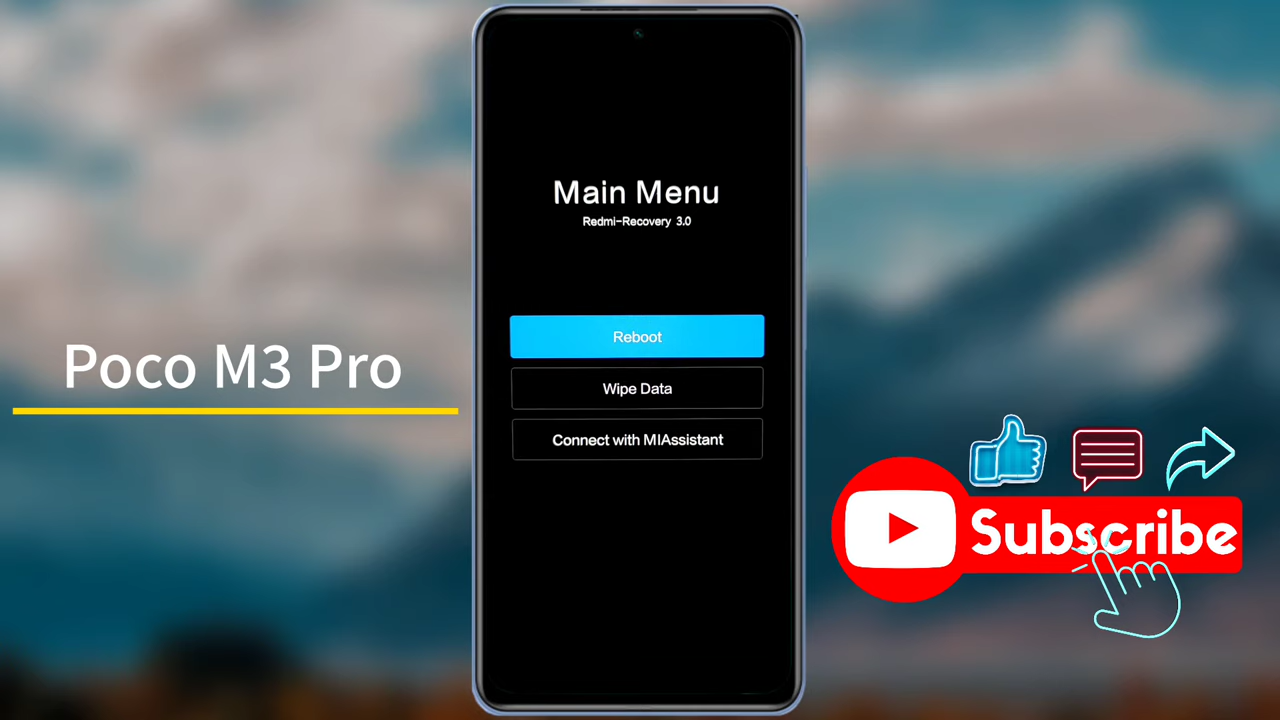 Main Menu
Redmi-Recovery 3.0
Reboot
Wipe Data
Connect with MIAssistant
Poco M3 Pro
Subscribe